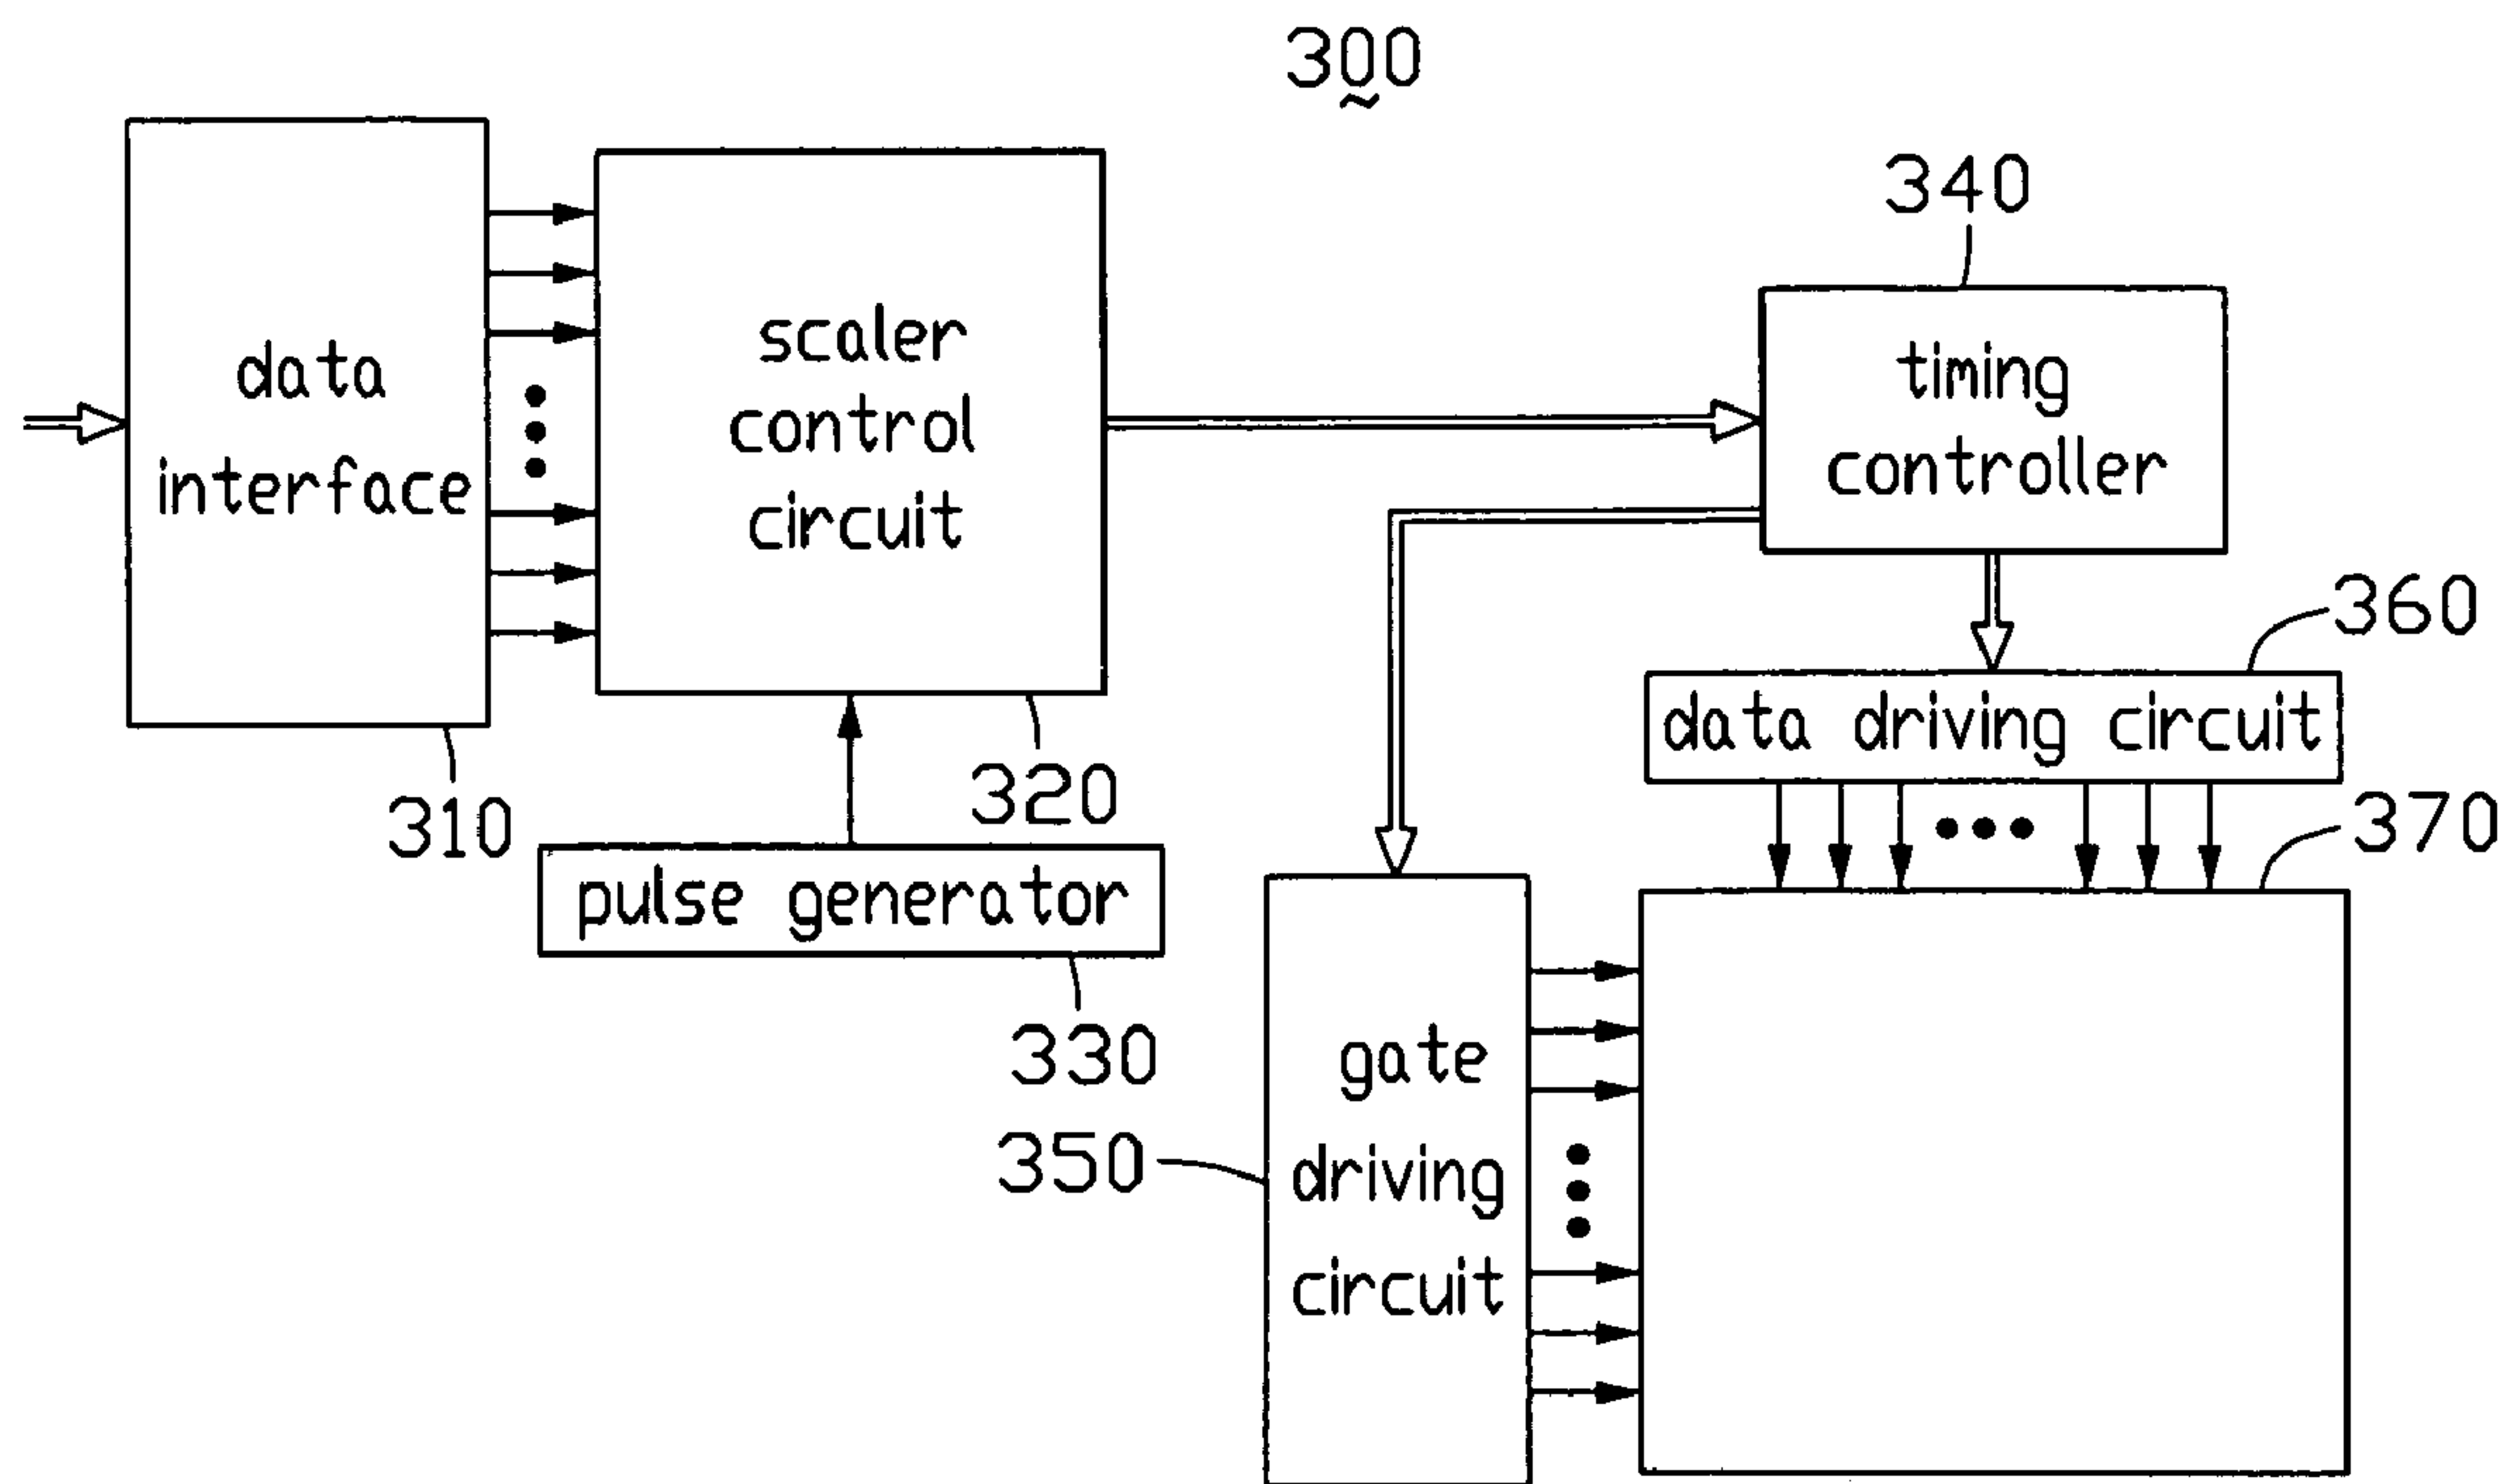 300
340
data
interface
scaler
control
circuit
timing
controller
360
data driving circuit
310
320
370
pulse generator
330
350
gate
driving
circuit